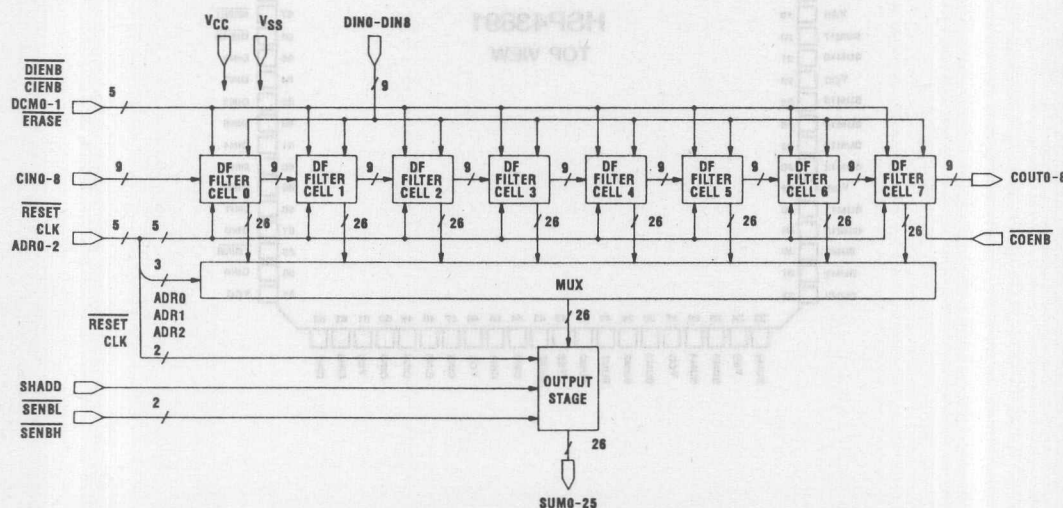 VCC
VSS
DIN0-DIN8
9
DIENB
CIENB
DCM0-1
ERASE
5
CIN0-8
9
DF FILTER CELL 0
9
DF FILTER CELL 1
9
DF FILTER CELL 2
9
DF FILTER CELL 3
9
DF FILTER CELL 4
9
DF FILTER CELL 5
9
DF FILTER CELL 6
9
DF FILTER CELL 7
9
COUT0-8
RESET
CLK
ADR0-2
5
5
26
26
26
26
26
26
26
26
COENB
3
ADR0
ADR1
ADR2
MUX
26
RESET
CLK
2
SHADD
SENBL
SENBH
2
OUTPUT
STAGE
26
SUM0-25
HSP43891
TOP VIEW